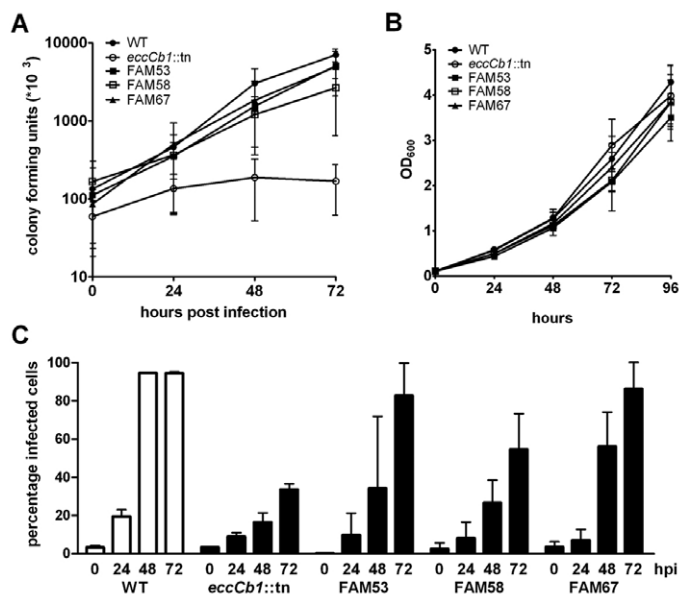 A
colony forming units (*10^3)
10000
1000
100
10
WT
eccCb1::tn
FAM53
FAM58
FAM67
0 24 48 72
hours post infection
B
OD600
5
4
3
2
1
0
WT
eccCb1::tn
FAM53
FAM58
FAM67
0 24 48 72 96
hours
C
percentage infected cells
100
80
60
40
20
0
0 24 48 72 0 24 48 72 0 24 48 72 0 24 48 72 0 24 48 72 hpi
WT eccCb1::tn FAM53 FAM58 FAM67